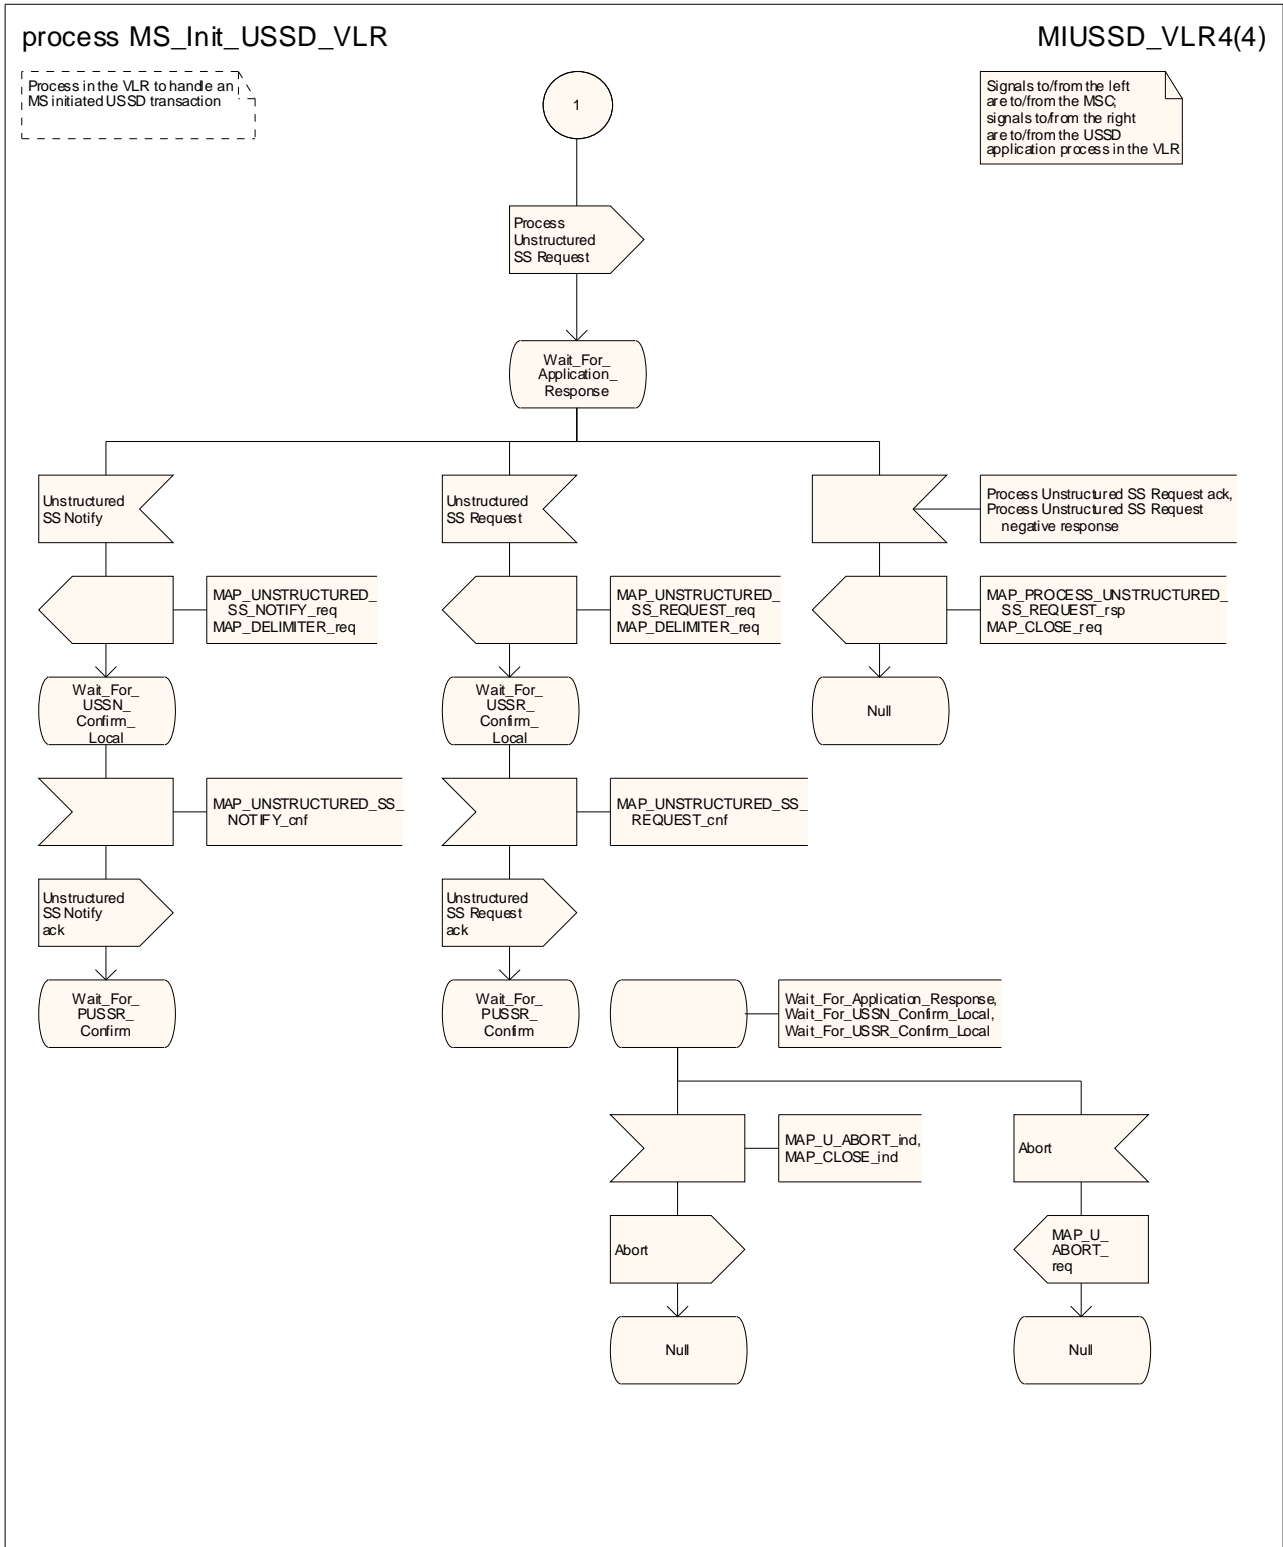 process MS_Init_USSD_VLR
MIUSSD_VLR4(4)
Process in the VLR to handle an
MS initiated USSD transaction
1
Signals to/from the left
are to/from the MSC;
signals to/from the right
are to/from the USSD
application process in the VLR
Process
Unstructured
SS Request
Wait_For_
Application_
Response
Unstructured
SS Notify
Unstructured
SS Request
Process Unstructured SS Request ack,
Process Unstructured SS Request
negative response
MAP_UNSTRUCTURED_
SS_NOTIFY_req
MAP_DELIMITER_req
MAP_UNSTRUCTURED_
SS_REQUEST_req
MAP_DELIMITER_req
MAP_PROCESS_UNSTRUCTURED_
SS_REQUEST_rsp
MAP_CLOSE_req
Wait_For_
USSN_
Confirm_
Local
Wait_For_
USSR_
Confirm_
Local
Null
MAP_UNSTRUCTURED_SS_
NOTIFY_cnf
MAP_UNSTRUCTURED_SS_
REQUEST_cnf
Unstructured
SS Notify
ack
Unstructured
SS Request
ack
Wait_For_
PUSSR_
Confirm
Wait_For_
PUSSR_
Confirm
Wait_For_Application_Response,
Wait_For_USSN_Confirm_Local,
Wait_For_USSR_Confirm_Local
MAP_U_ABORT_ind,
MAP_CLOSE_ind
Abort
Abort
MAP_U_
ABORT_
req
Null
Null